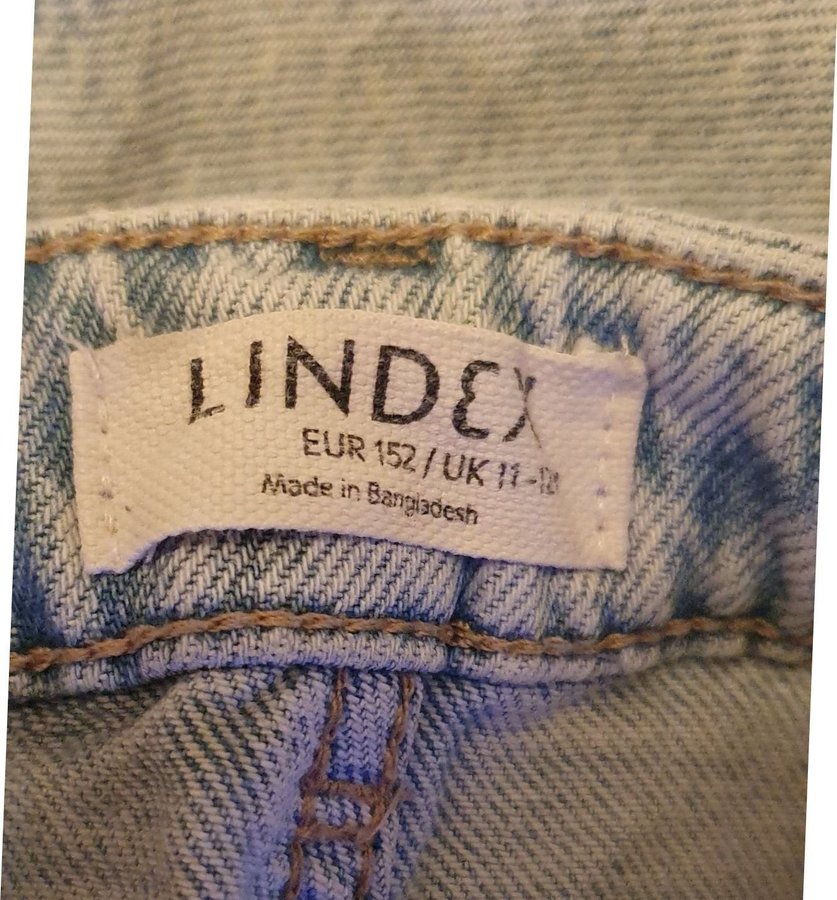 LINDEX
EUR 152 / UK 11-12
Made in Bangladesh